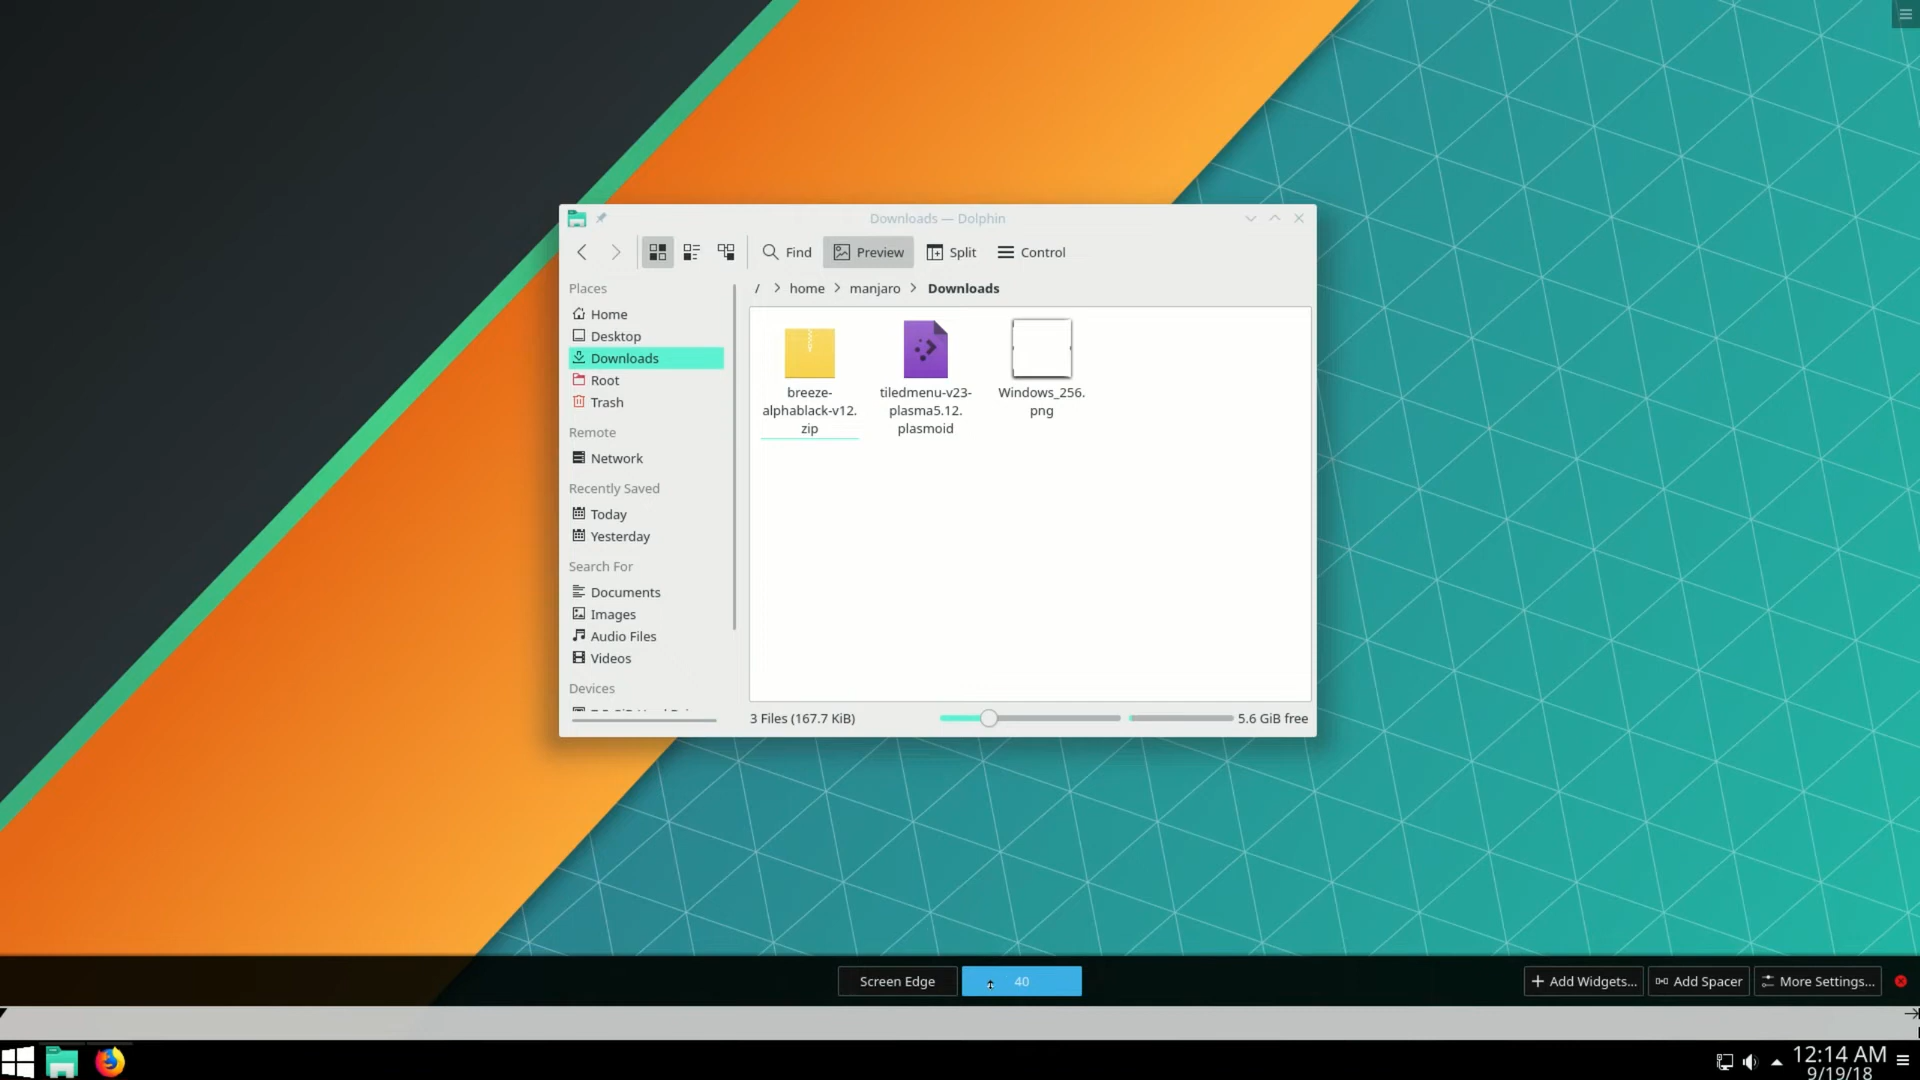 Downloads — Dolphin
Find Preview Split Control
Places
/ > home > manjaro > Downloads
Home
Desktop
Downloads
Root
Trash
breeze-
alphablack-v12.
zip
tiledmenu-v23-
plasma5.12.
plasmoid
Windows_256.
png
Remote
Network
Recently Saved
Today
Yesterday
Search For
Documents
Images
Audio Files
Videos
Devices
3 Files (167.7 KiB)
5.6 GiB free
Screen Edge
40
Add Widgets...
Add Spacer
More Settings...
12:14 AM
9/19/18